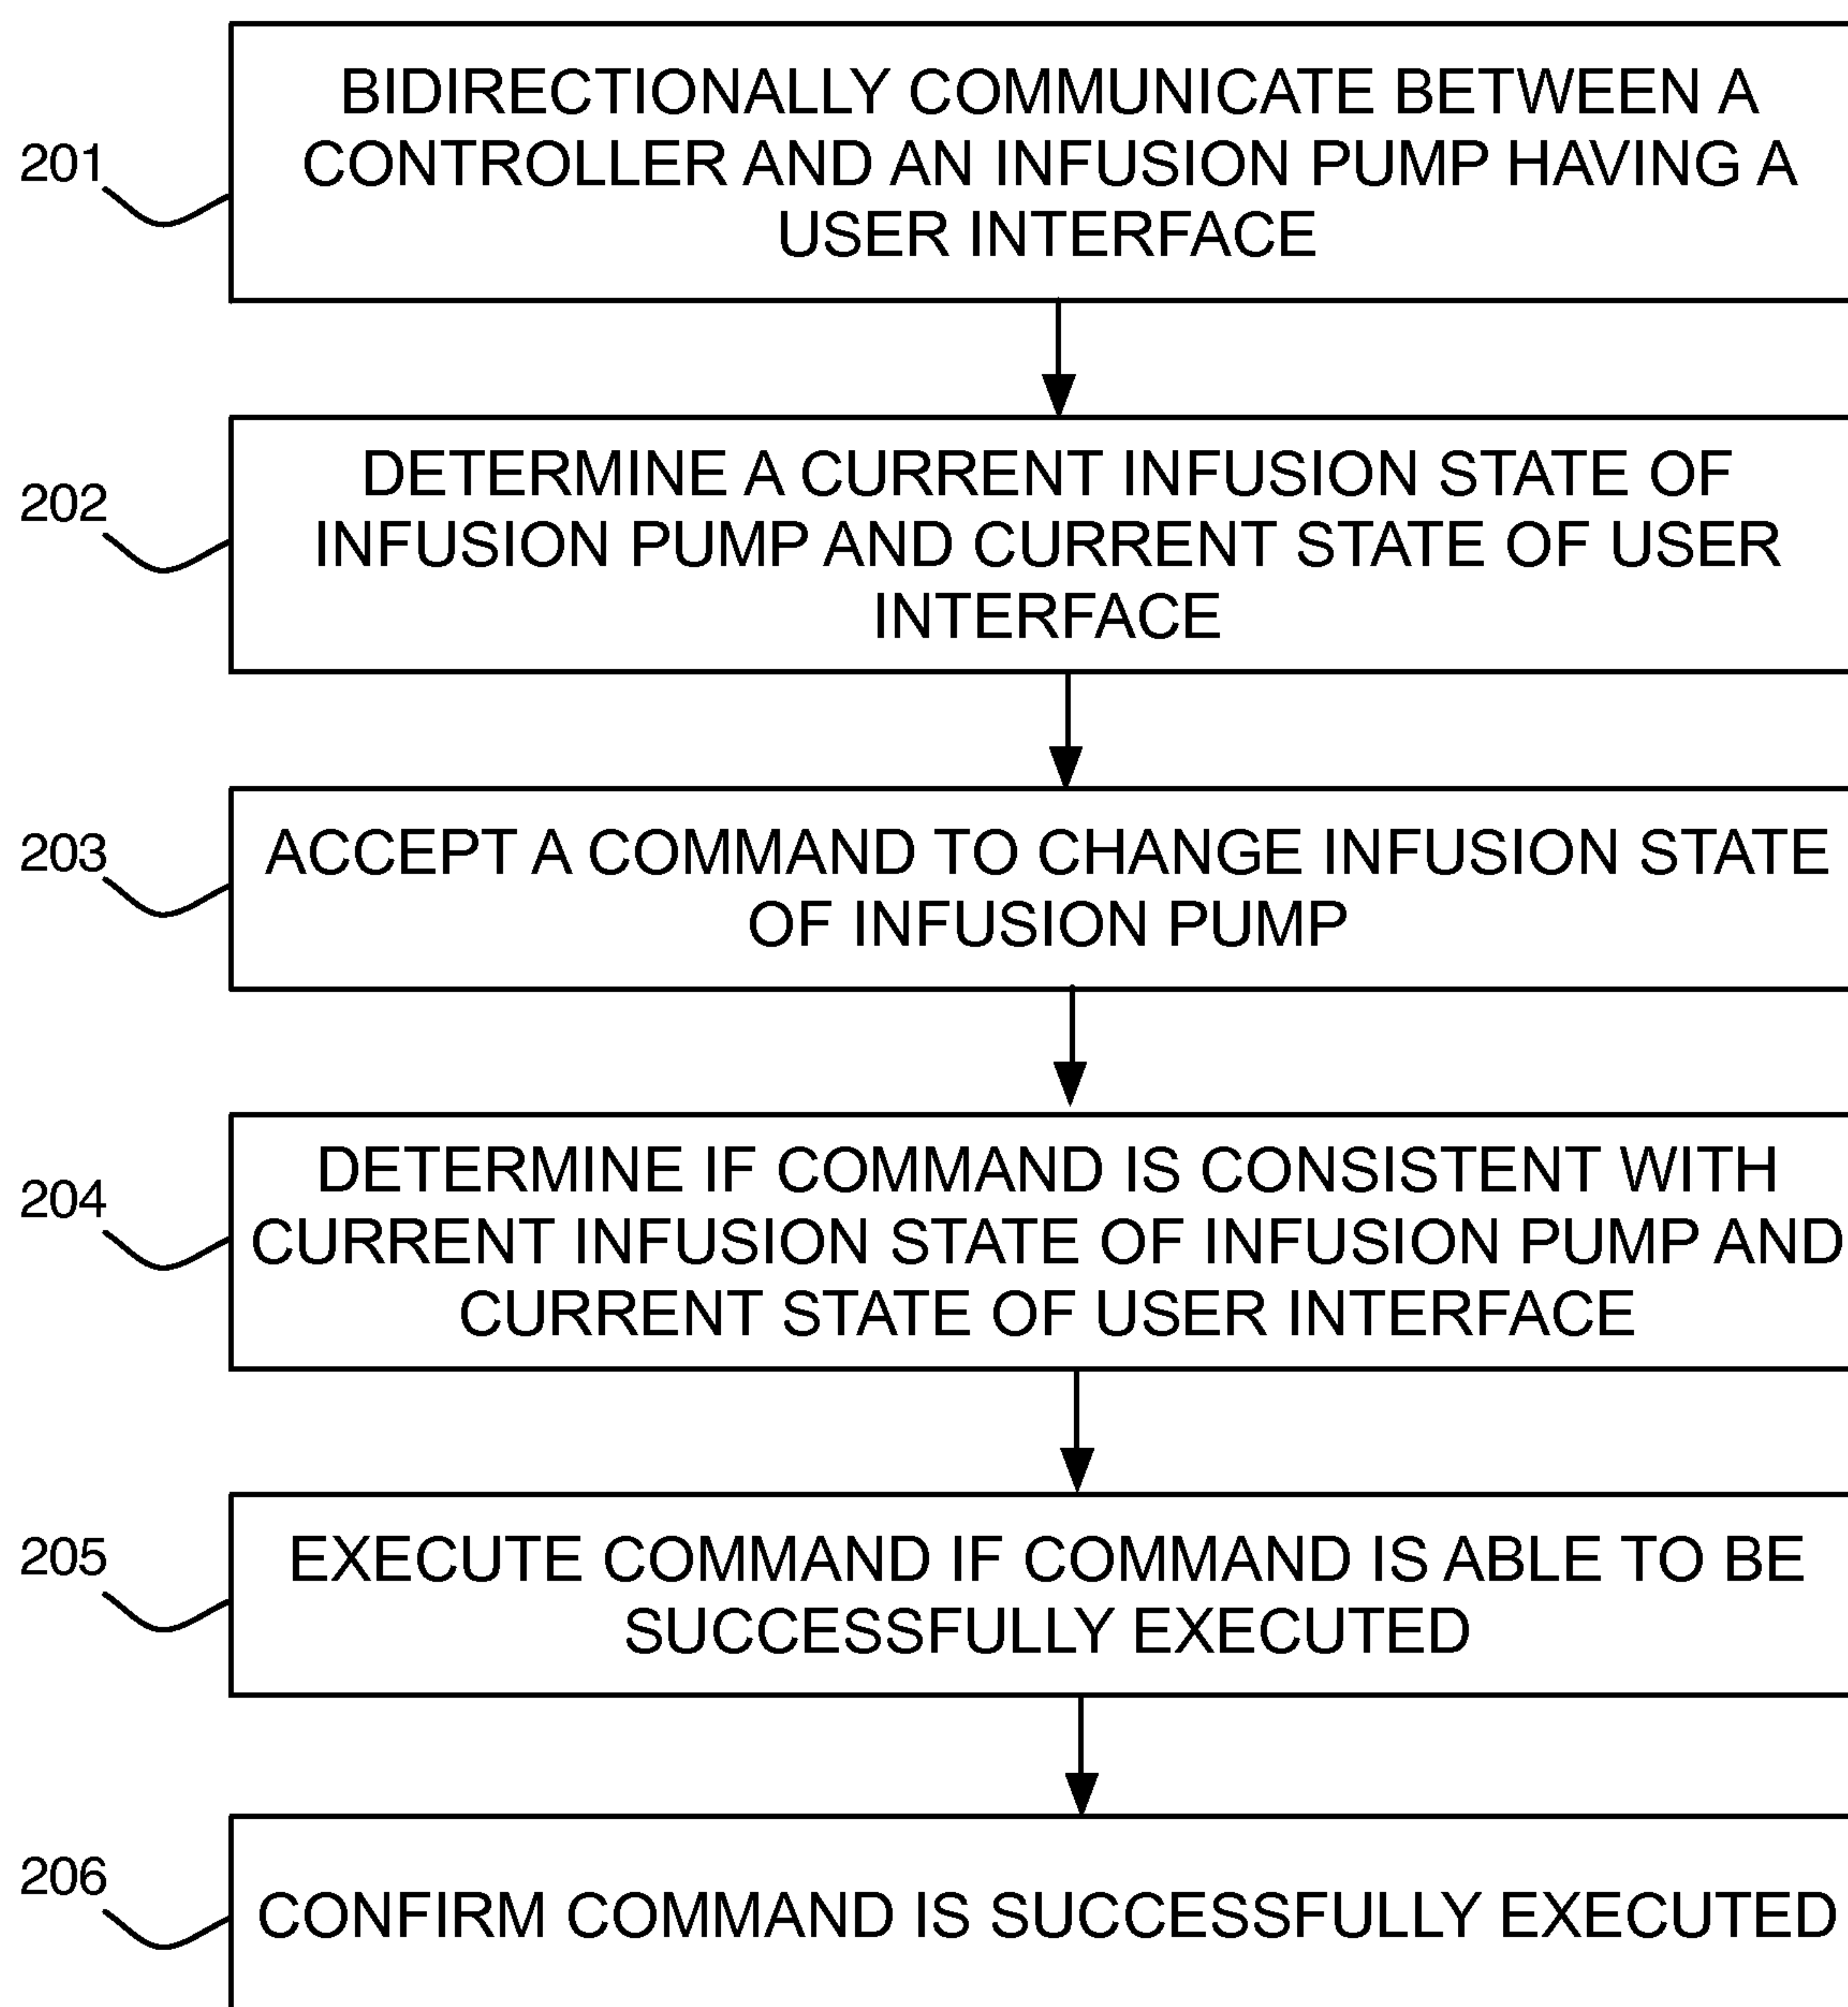 BIDIRECTIONALLY COMMUNICATE BETWEEN A
201
CONTROLLER AND AN INFUSION PUMP HAVING A
USER INTERFACE
DETERMINE A CURRENT INFUSION STATE OF
202
INFUSION PUMP AND CURRENT STATE OF USER
INTERFACE
203
ACCEPT A COMMAND TO CHANGE INFUSION STATE
OF INFUSION PUMP
DETERMINE IF COMMAND IS CONSISTENT WITH
204
CURRENT INFUSION STATE OF INFUSION PUMP AND
CURRENT STATE OF USER INTERFACE
205
EXECUTE COMMAND IF COMMAND IS ABLE TO BE
SUCCESSFULLY EXECUTED
206
CONFIRM COMMAND IS SUCCESSFULLY EXECUTED